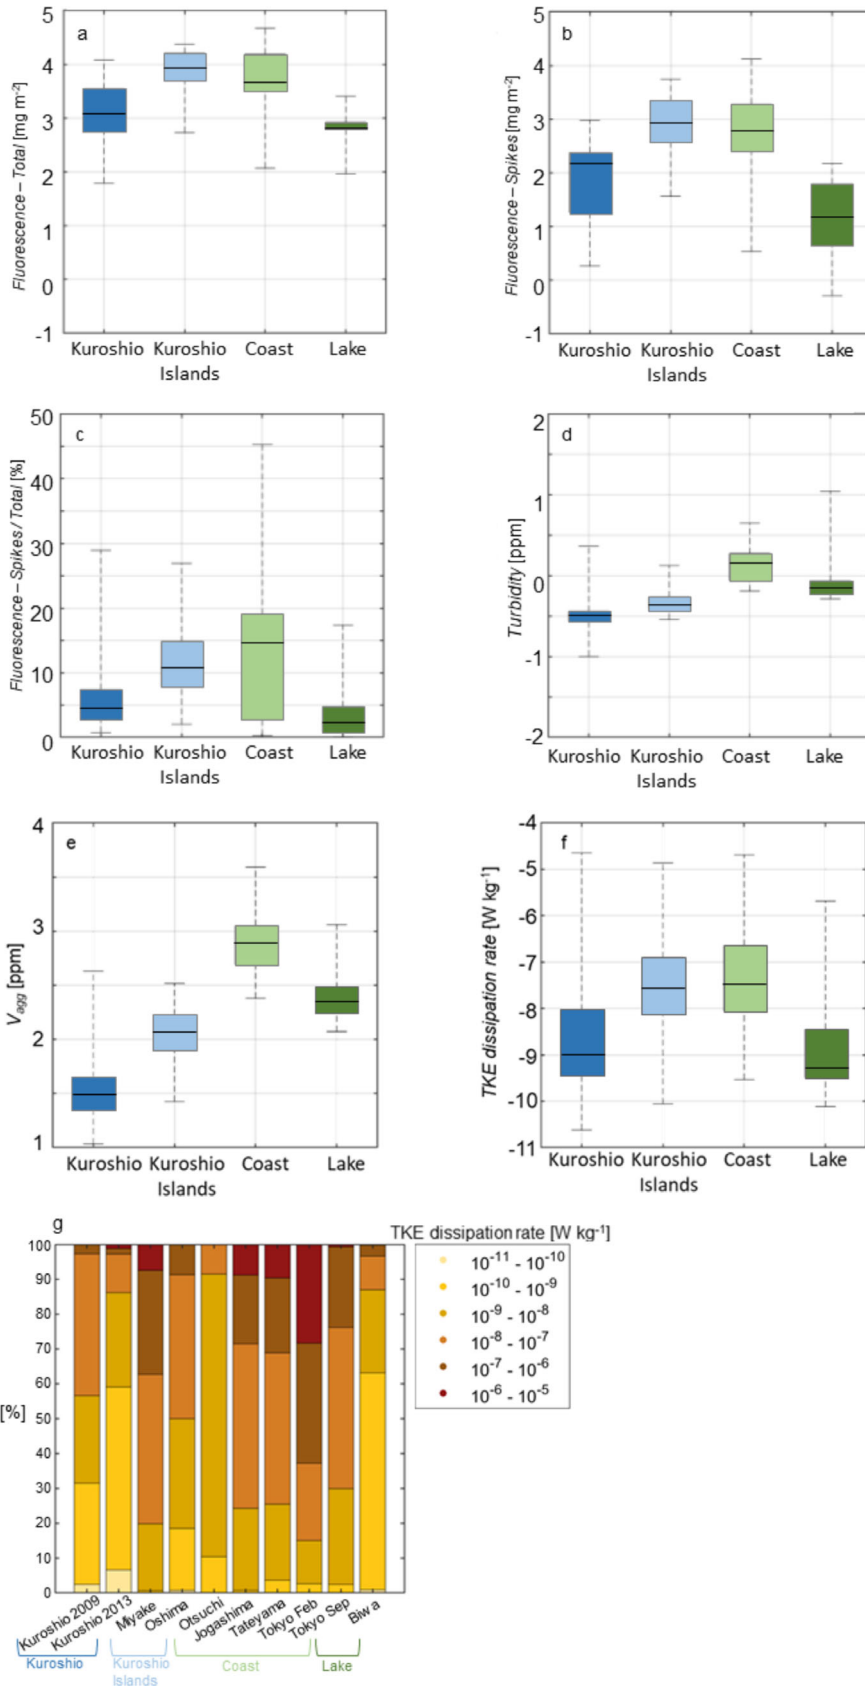 a
Fluorescence – Total [mg m⁻²]
5
4
3
2
1
0
-1
Kuroshio
Kuroshio
Islands
Coast
Lake
b
Fluorescence – Spikes [mg m⁻²]
5
4
3
2
1
0
-1
Kuroshio
Kuroshio
Islands
Coast
Lake
c
Fluorescence – Spikes / Total [%]
50
40
30
20
10
0
Kuroshio
Kuroshio
Islands
Coast
Lake
d
Turbidity [ppm]
2
1
0
-1
-2
Kuroshio
Kuroshio
Islands
Coast
Lake
e
V_agg [ppm]
4
3
2
1
Kuroshio
Kuroshio
Islands
Coast
Lake
f
TKE dissipation rate [W kg⁻¹]
-4
-5
-6
-7
-8
-9
-10
-11
Kuroshio
Kuroshio
Islands
Coast
Lake
g
[%]
100
90
80
70
60
50
40
30
20
10
0
Kuroshio 2009
Kuroshio 2013
Miyake
Oshima
Otsuchi
Jogashima
Tateyama
Tokyo Feb
Tokyo Sep
Biwa
Kuroshio
Kuroshio
Islands
Coast
Lake
TKE dissipation rate [W kg⁻¹]
10⁻¹¹ - 10⁻¹⁰
10⁻¹⁰ - 10⁻⁹
10⁻⁹ - 10⁻⁸
10⁻⁸ - 10⁻⁷
10⁻⁷ - 10⁻⁶
10⁻⁶ - 10⁻⁵